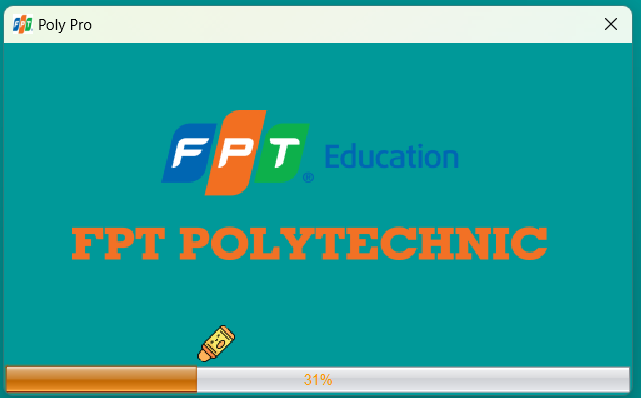 Poly Pro
FPT Education
®
FPT POLYTECHNIC
31%